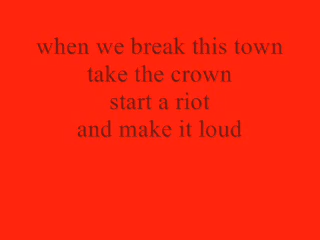 when we break this town
take the crown
start a riot
and make it loud